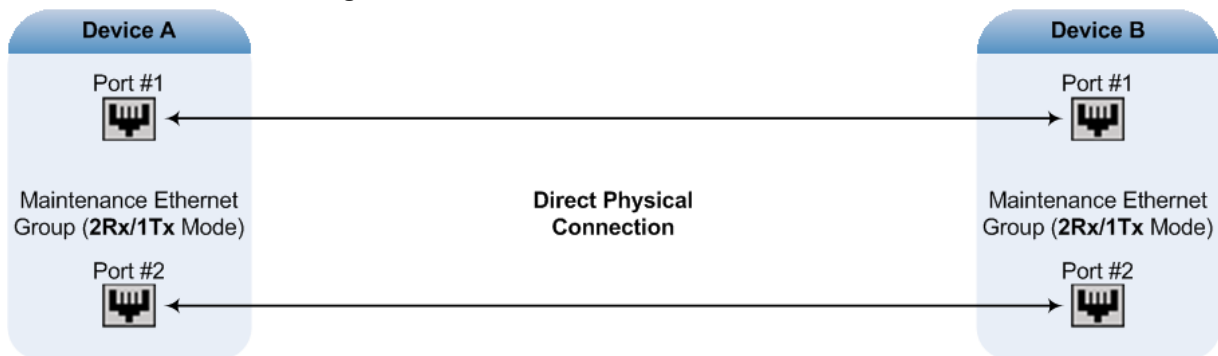 Device A
Device B
Port #1
Port #1
Maintenance Ethernet
Group (2Rx/1Tx Mode)
Direct Physical
Connection
Maintenance Ethernet
Group (2Rx/1Tx Mode)
Port #2
Port #2